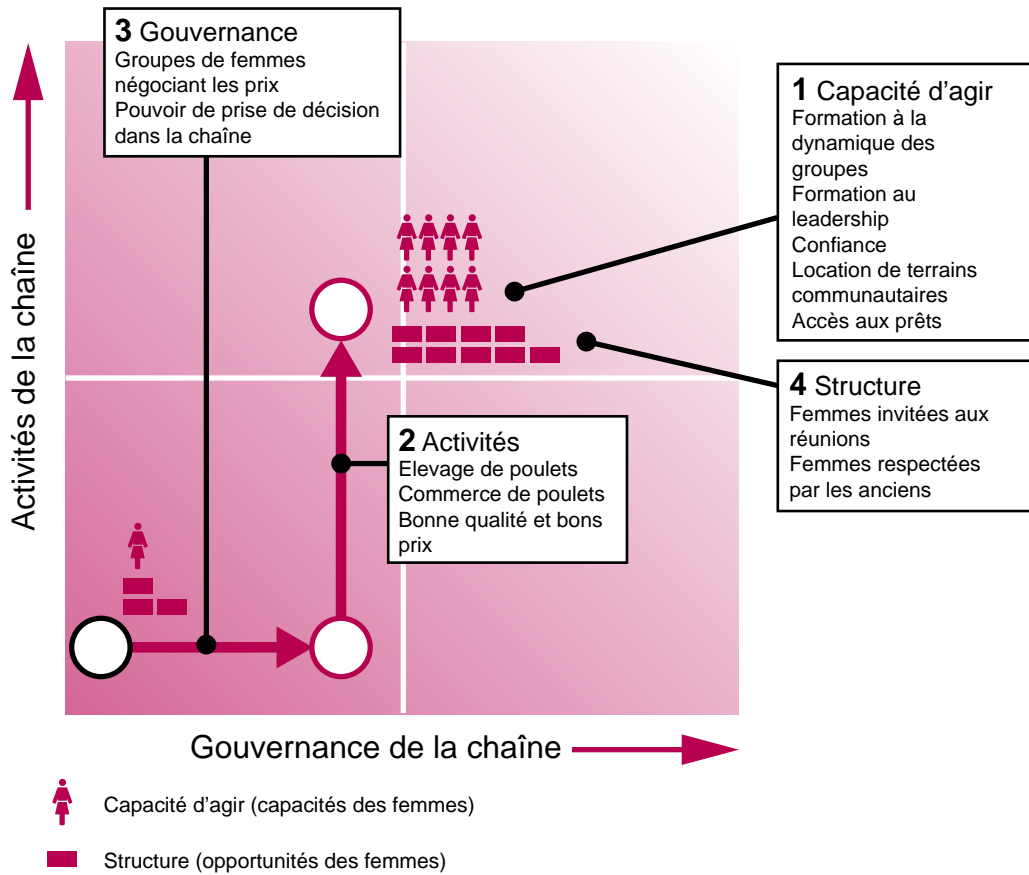 3 Gouvernance
Groupes de femmes
négociant les prix
Pouvoir de prise de décision
dans la chaîne
1 Capacité d'agir
Formation à la
dynamique des
groupes
Formation au
leadership
Confiance
Location de terrains
communautaires
Accès aux prêts
4 Structure
Femmes invitées aux
réunions
Femmes respectées
par les anciens
2 Activités
Elevage de poulets
Commerce de poulets
Bonne qualité et bons
prix
Activités de la chaîne
Gouvernance de la chaîne
Capacité d'agir (capacités des femmes)
Structure (opportunités des femmes)